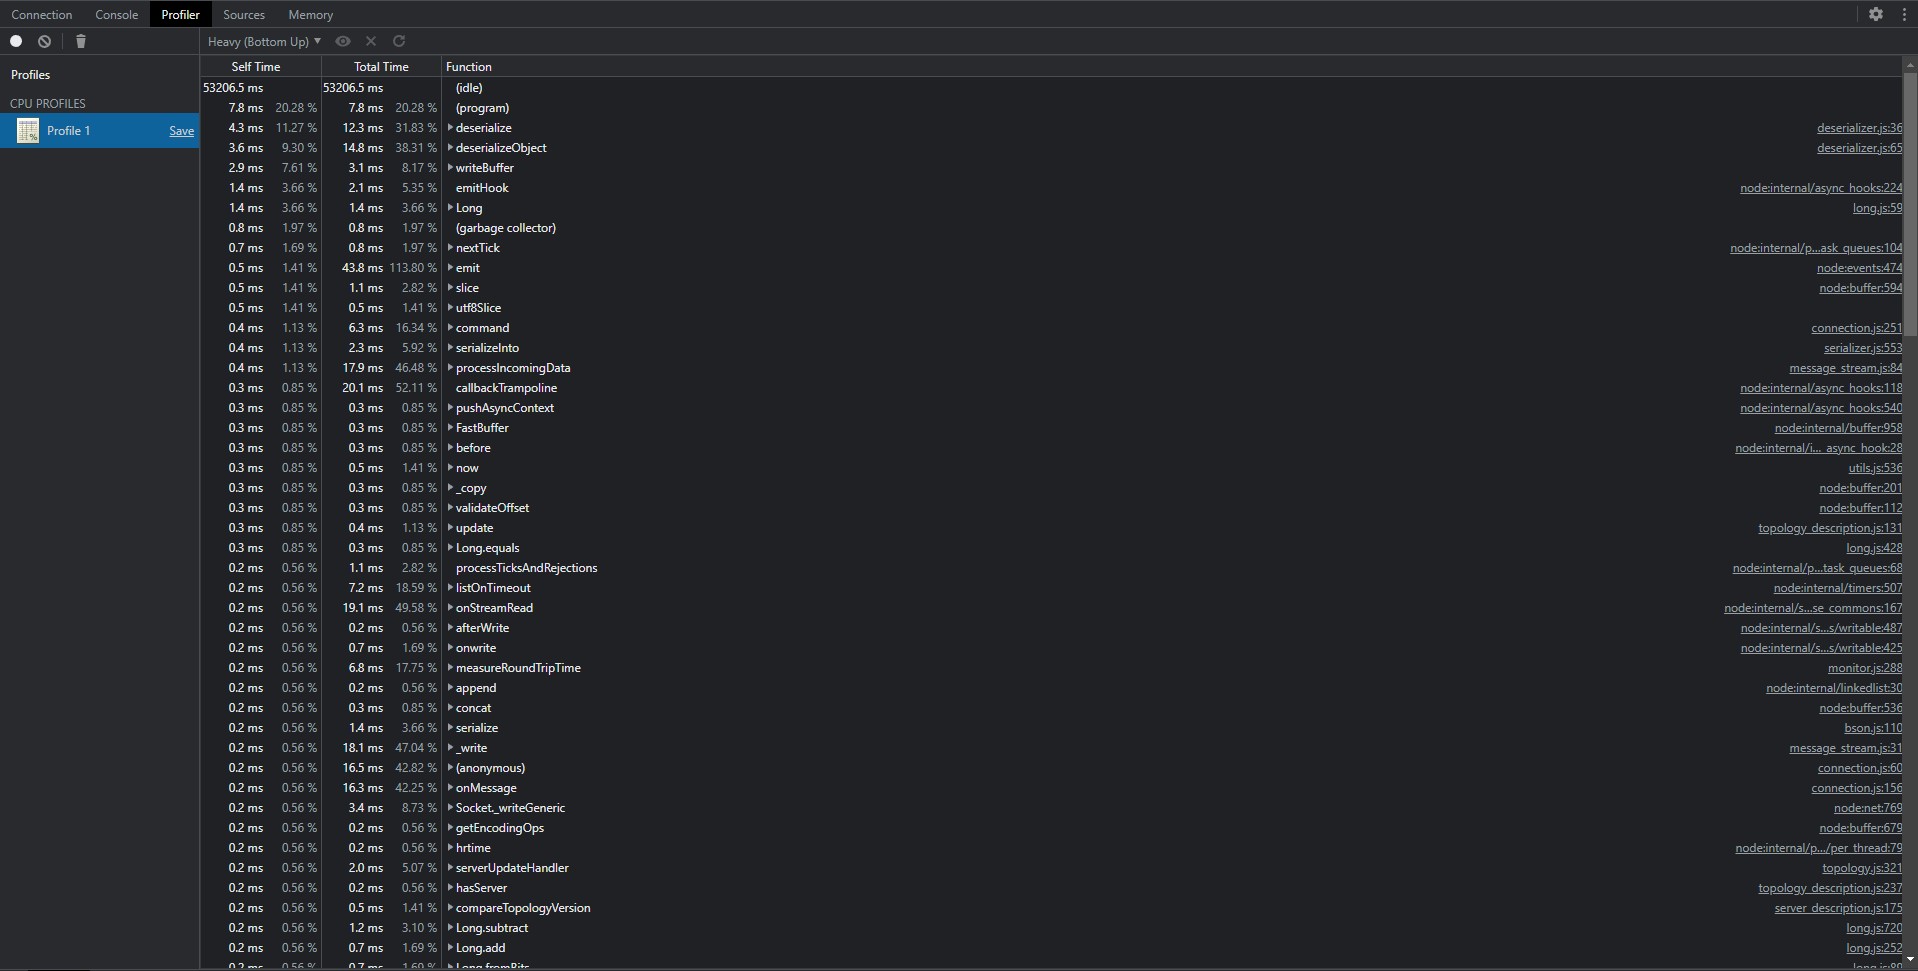 Connection Console Profiler Sources Memory
Heavy (Bottom Up)
Profiles
CPU PROFILES
Profile 1 Save
Self Time Total Time Function
53206.5 ms 53206.5 ms (idle)
7.8 ms 20.28 % 7.8 ms 20.28 % (program)
4.3 ms 11.27 % 12.3 ms 31.83 % deserialize deserializer.js:36
3.6 ms 9.30 % 14.8 ms 38.31 % deserializeObject deserializer.js:65
2.9 ms 7.61 % 3.1 ms 8.17 % writeBuffer
1.4 ms 3.66 % 2.1 ms 5.35 % emitHook node:internal/async_hooks:224
1.4 ms 3.66 % 1.4 ms 3.66 % Long long.js:59
0.8 ms 1.97 % 0.8 ms 1.97 % (garbage collector)
0.7 ms 1.69 % 0.8 ms 1.97 % nextTick node:internal/p...ask_queues:104
0.5 ms 1.41 % 43.8 ms 113.80 % emit node:events:474
0.5 ms 1.41 % 1.1 ms 2.82 % slice node:buffer:594
0.5 ms 1.41 % 0.5 ms 1.41 % utf8Slice
0.4 ms 1.13 % 6.3 ms 16.34 % command connection.js:251
0.4 ms 1.13 % 2.3 ms 5.92 % serializeInto serializer.js:553
0.4 ms 1.13 % 17.9 ms 46.48 % processIncomingData message_stream.js:84
0.3 ms 0.85 % 20.1 ms 52.11 % callbackTrampoline node:internal/async_hooks:118
0.3 ms 0.85 % 0.3 ms 0.85 % pushAsyncContext node:internal/async_hooks:540
0.3 ms 0.85 % 0.3 ms 0.85 % FastBuffer node:internal/buffer:958
0.3 ms 0.85 % 0.3 ms 0.85 % before node:internal/i..._async_hook:28
0.3 ms 0.85 % 0.5 ms 1.41 % now utils.js:536
0.3 ms 0.85 % 0.3 ms 0.85 % _copy node:buffer:201
0.3 ms 0.85 % 0.3 ms 0.85 % validateOffset node:buffer:112
0.3 ms 0.85 % 0.4 ms 1.13 % update topology_description.js:131
0.3 ms 0.85 % 0.3 ms 0.85 % Long.equals long.js:428
0.2 ms 0.56 % 1.1 ms 2.82 % processTicksAndRejections node:internal/p...task_queues:68
0.2 ms 0.56 % 7.2 ms 18.59 % listOnTimeout node:internal/timers:507
0.2 ms 0.56 % 19.1 ms 49.58 % onStreamRead node:internal/s...se_commons:167
0.2 ms 0.56 % 0.2 ms 0.56 % afterWrite node:internal/s...s/writable:487
0.2 ms 0.56 % 0.7 ms 1.69 % onwrite node:internal/s...s/writable:425
0.2 ms 0.56 % 6.8 ms 17.75 % measureRoundTripTime monitor.js:288
0.2 ms 0.56 % 0.2 ms 0.56 % append node:internal/linkedlist:30
0.2 ms 0.56 % 0.3 ms 0.85 % concat node:buffer:536
0.2 ms 0.56 % 1.4 ms 3.66 % serialize bson.js:110
0.2 ms 0.56 % 18.1 ms 47.04 % _write message_stream.js:31
0.2 ms 0.56 % 16.5 ms 42.82 % (anonymous) connection.js:60
0.2 ms 0.56 % 16.3 ms 42.25 % onMessage connection.js:156
0.2 ms 0.56 % 3.4 ms 8.73 % Socket._writeGeneric node:net:769
0.2 ms 0.56 % 0.2 ms 0.56 % getEncodingOps node:buffer:679
0.2 ms 0.56 % 0.2 ms 0.56 % hrtime node:internal/p.../per_thread:79
0.2 ms 0.56 % 2.0 ms 5.07 % serverUpdateHandler topology.js:321
0.2 ms 0.56 % 0.2 ms 0.56 % hasServer topology_description.js:237
0.2 ms 0.56 % 0.5 ms 1.41 % compareTopologyVersion server_description.js:175
0.2 ms 0.56 % 1.2 ms 3.10 % Long.subtract long.js:720
0.2 ms 0.56 % 0.7 ms 1.69 % Long.add long.js:252
0.2 ms 0.56 % 0.7 ms 1.69 % Long.fromBits